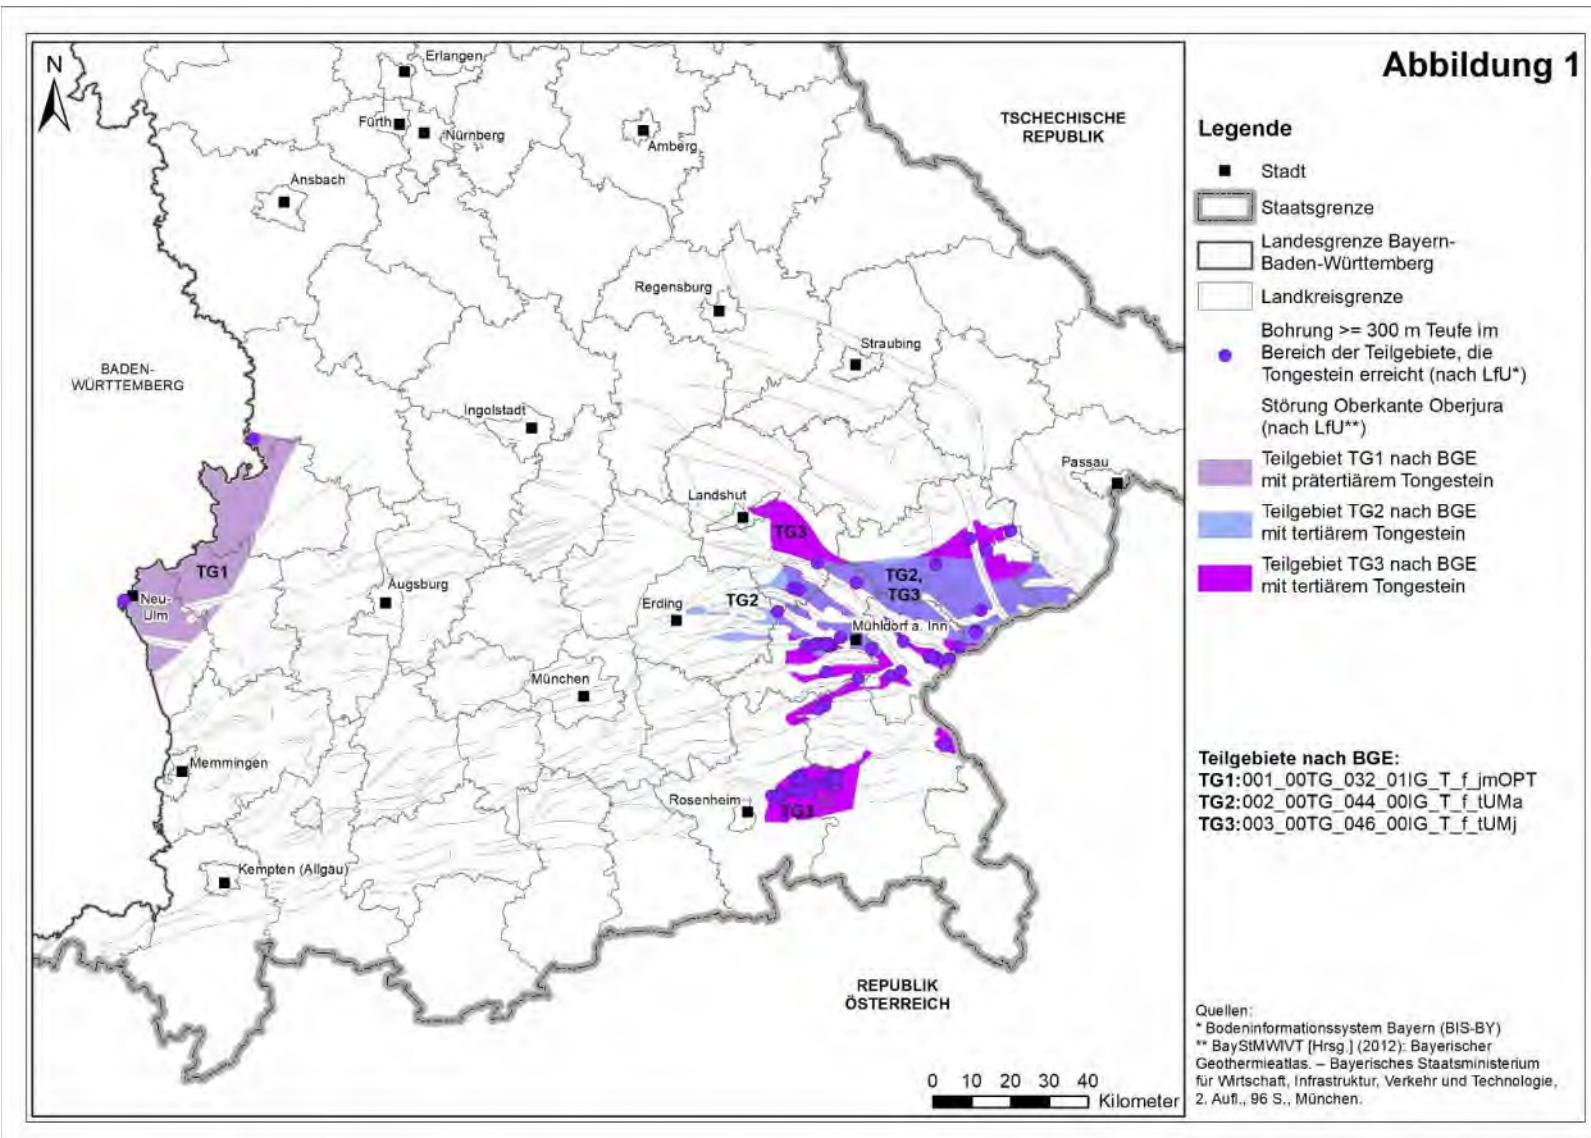 Abbildung 1
N
Erlangen
Fürth
Nürnberg
Amberg
Ansbach
TSCHECHISCHE
REPUBLIK
Regensburg
Straubing
BADEN-
WÜRTTEMBERG
Ingolstadt
Passau
Landshut
TG3
TG1
Augsburg
TG2,
TG3
Neu-
Ulm
Erding
TG2
Mühldorf a. Inn
München
Memmingen
Rosenheim
TG3
Kempten (Allgäu)
REPUBLIK
ÖSTERREICH
0 10 20 30 40
Kilometer
Legende
Stadt
Staatsgrenze
Landesgrenze Bayern-
Baden-Württemberg
Landkreisgrenze
Bohrung >= 300 m Teufe im
Bereich der Teilgebiete, die
Tongestein erreicht (nach LfU*)
Störung Oberkante Oberjura
(nach LfU**)
Teilgebiet TG1 nach BGE
mit prätertiärem Tongestein
Teilgebiet TG2 nach BGE
mit tertiärem Tongestein
Teilgebiet TG3 nach BGE
mit tertiärem Tongestein
Teilgebiete nach BGE:
TG1:001_00TG_032_01IG_T_f_jmOPT
TG2:002_00TG_044_00IG_T_f_tUMa
TG3:003_00TG_046_00IG_T_f_tUMj
Quellen:
* Bodeninformationssystem Bayern (BIS-BY)
** BayStMWIVT [Hrsg.] (2012): Bayerischer
Geothermieatlas. – Bayerisches Staatsministerium
für Wirtschaft, Infrastruktur, Verkehr und Technologie,
2. Aufl., 96 S., München.